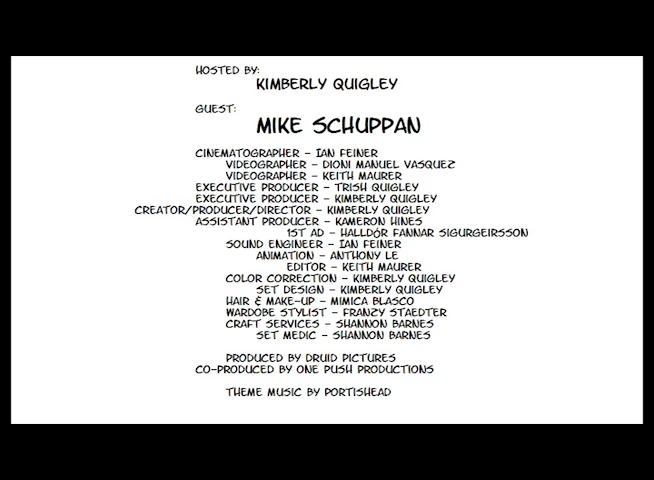 HOSTED BY:
KIMBERLY QUIGLEY
GUEST:
MIKE SCHUPPAN
CINEMATOGRAPHER - IAN FEINER
VIDEOGRAPHER - DIONI MANUEL VASQUEZ
VIDEOGRAPHER - KEITH MAURER
EXECUTIVE PRODUCER - TRISH QUIGLEY
EXECUTIVE PRODUCER - KIMBERLY QUIGLEY
CREATOR/PRODUCER/DIRECTOR - KIMBERLY QUIGLEY
ASSISTANT PRODUCER - KAMERON HINES
1ST AD - HALLDÓR FANNAR SIGURGEIRSSON
SOUND ENGINEER - IAN FEINER
ANIMATION - ANTHONY LE
EDITOR - KEITH MAURER
COLOR CORRECTION - KIMBERLY QUIGLEY
SET DESIGN - KIMBERLY QUIGLEY
HAIR & MAKE-UP - MIMICA BLASCO
WARDOBE STYLIST - FRANZY STAEDTER
CRAFT SERVICES - SHANNON BARNES
SET MEDIC - SHANNON BARNES
PRODUCED BY DRUID PICTURES
CO-PRODUCED BY ONE PUSH PRODUCTIONS
THEME MUSIC BY PORTISHEAD